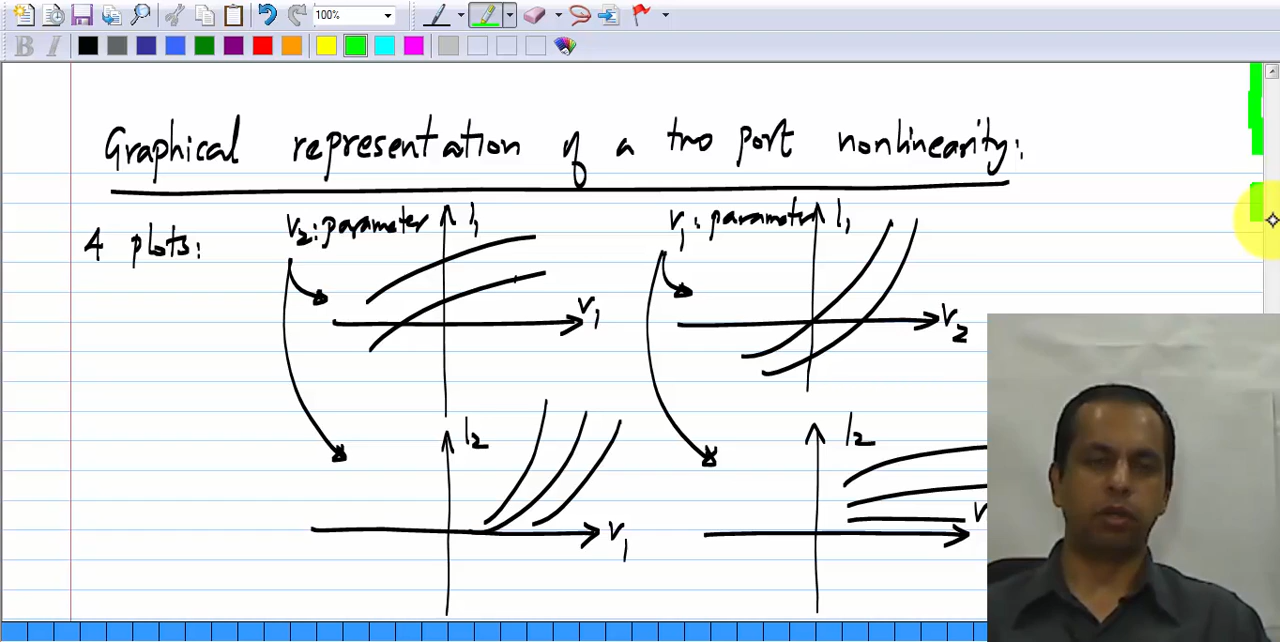 100%
B I
Graphical representation of a two port nonlinearity:
4 plots:
V2: parameter I1
V1
V1: parameter I1
V2
I2
V1
I2